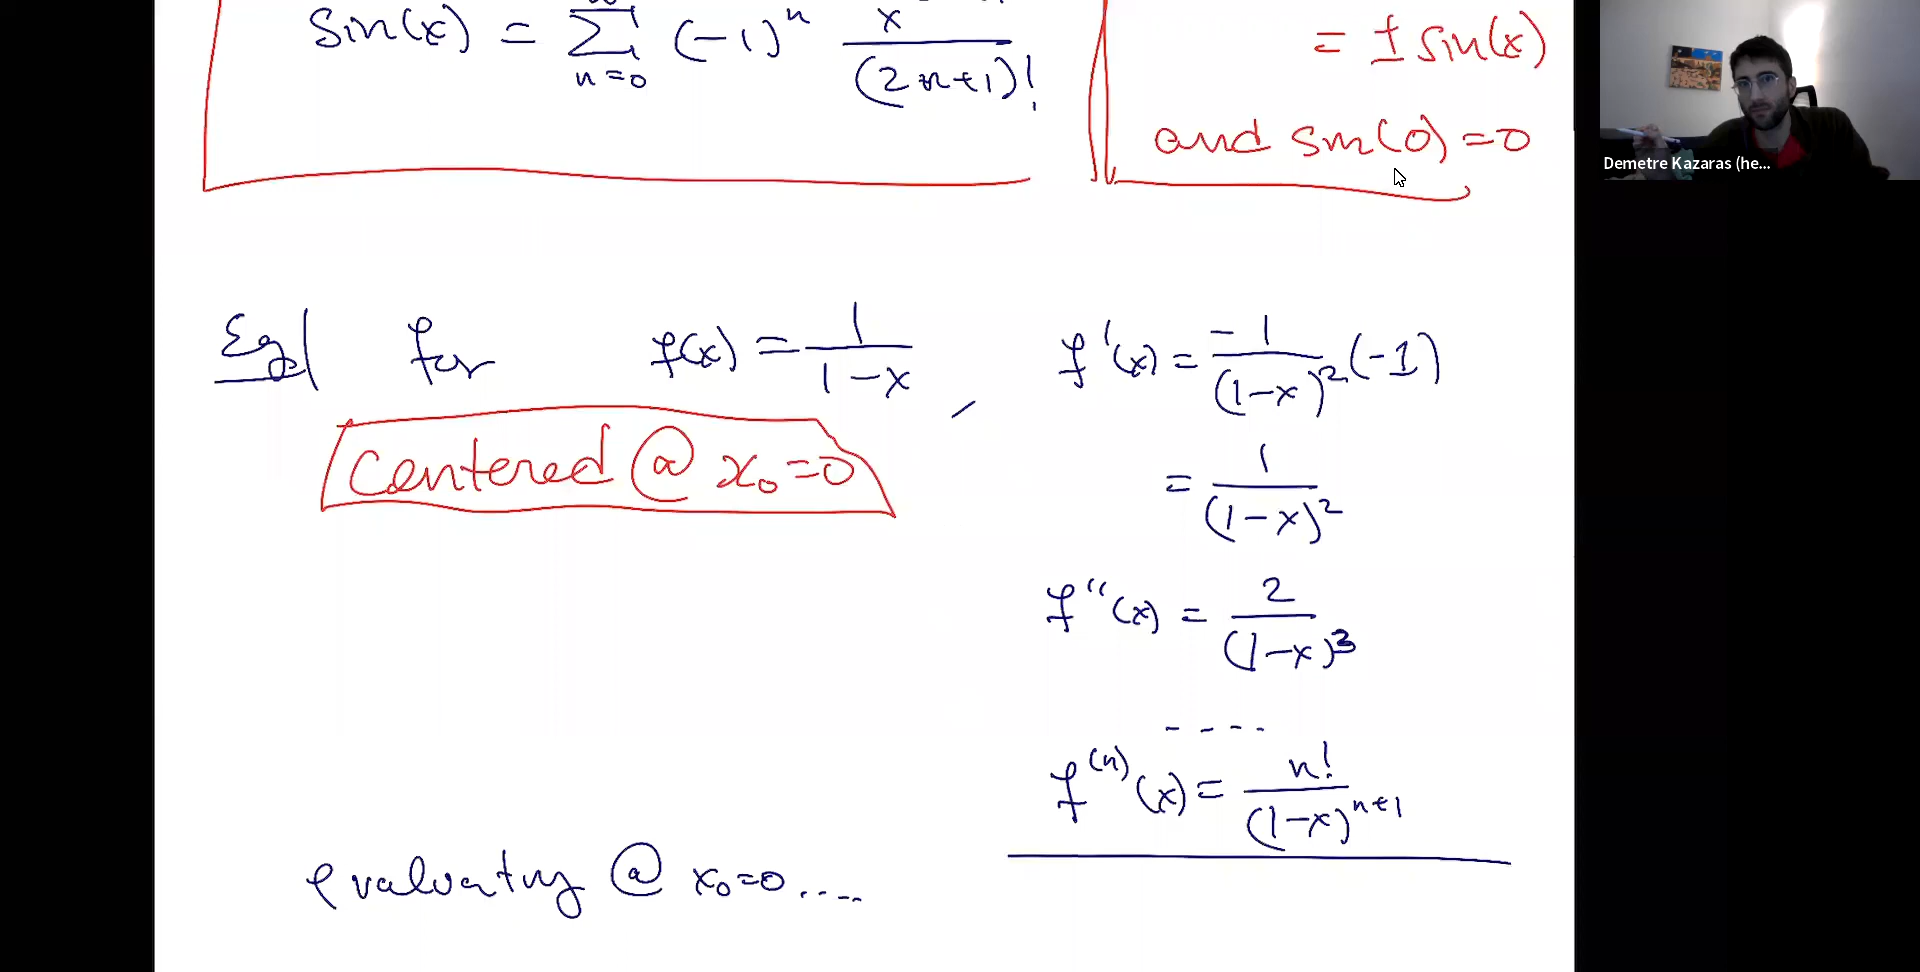 Sin(x) = ∑ n=0 (-1)^n x / (2n+1)!
= ± sin(x)
and sin(0) = 0
Eg| for f(x) = 1/(1-x),
centered @ x₀=0
f'(x) = -1/(1-x)² (-1)
= 1/(1-x)²
f''(x) = 2/(1-x)³
- - - -
f^(n)(x) = n!/(1-x)^(n+1)
evaluating @ x₀=0....
Demetre Kazaras (he...